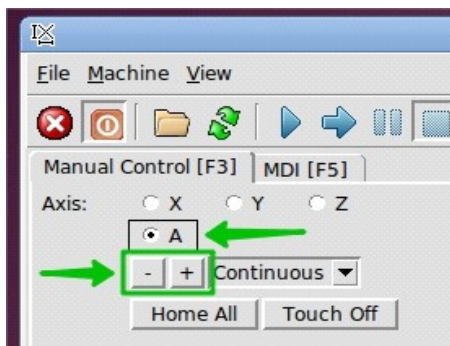 File Machine View
Manual Control [F3] MDI [F5]
Axis: X Y Z
A
- + Continuous
Home All Touch Off